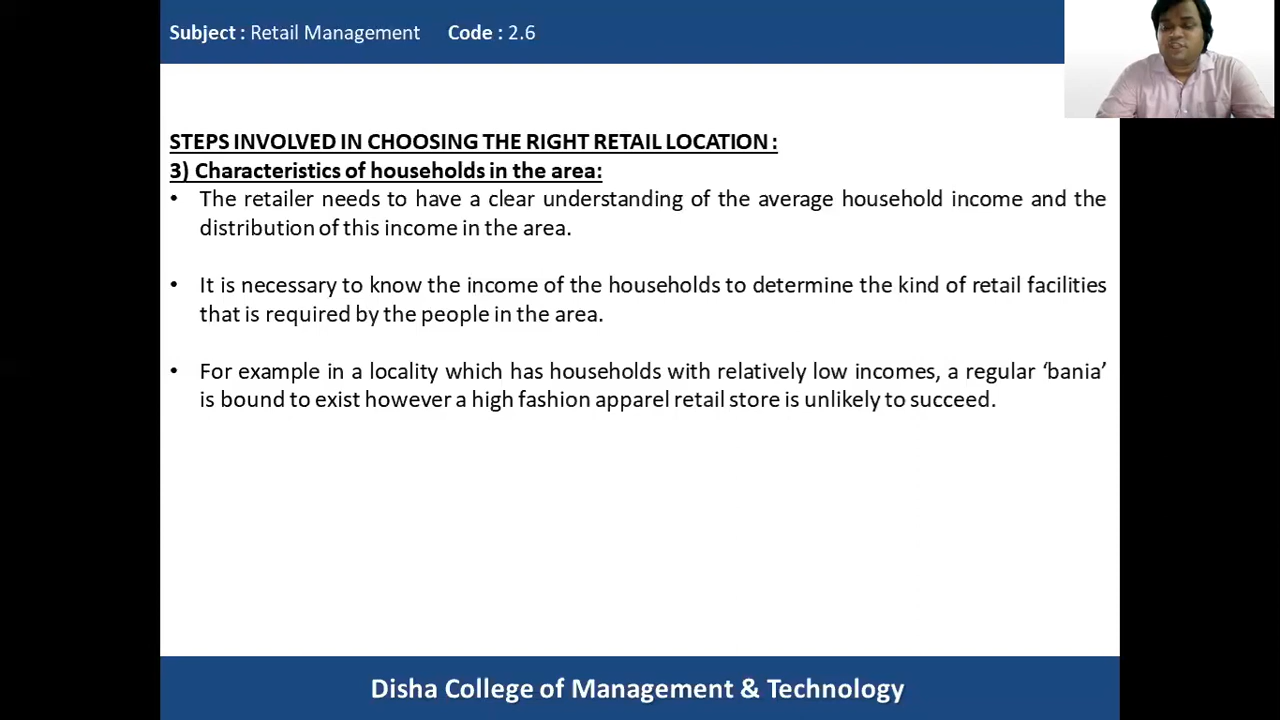 Subject : Retail Management Code : 2.6
STEPS INVOLVED IN CHOOSING THE RIGHT RETAIL LOCATION :
3) Characteristics of households in the area:
• The retailer needs to have a clear understanding of the average household income and the
distribution of this income in the area.
• It is necessary to know the income of the households to determine the kind of retail facilities
that is required by the people in the area.
• For example in a locality which has households with relatively low incomes, a regular ‘bania’
is bound to exist however a high fashion apparel retail store is unlikely to succeed.
Disha College of Management & Technology